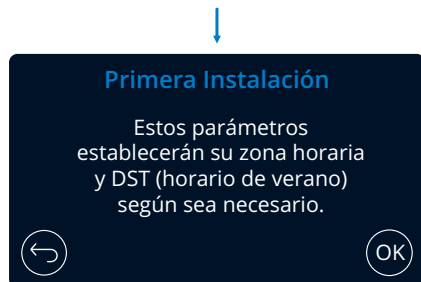 Primera Instalación
Estos parámetros
establecerán su zona horaria
y DST (horario de verano)
según sea necesario.
OK